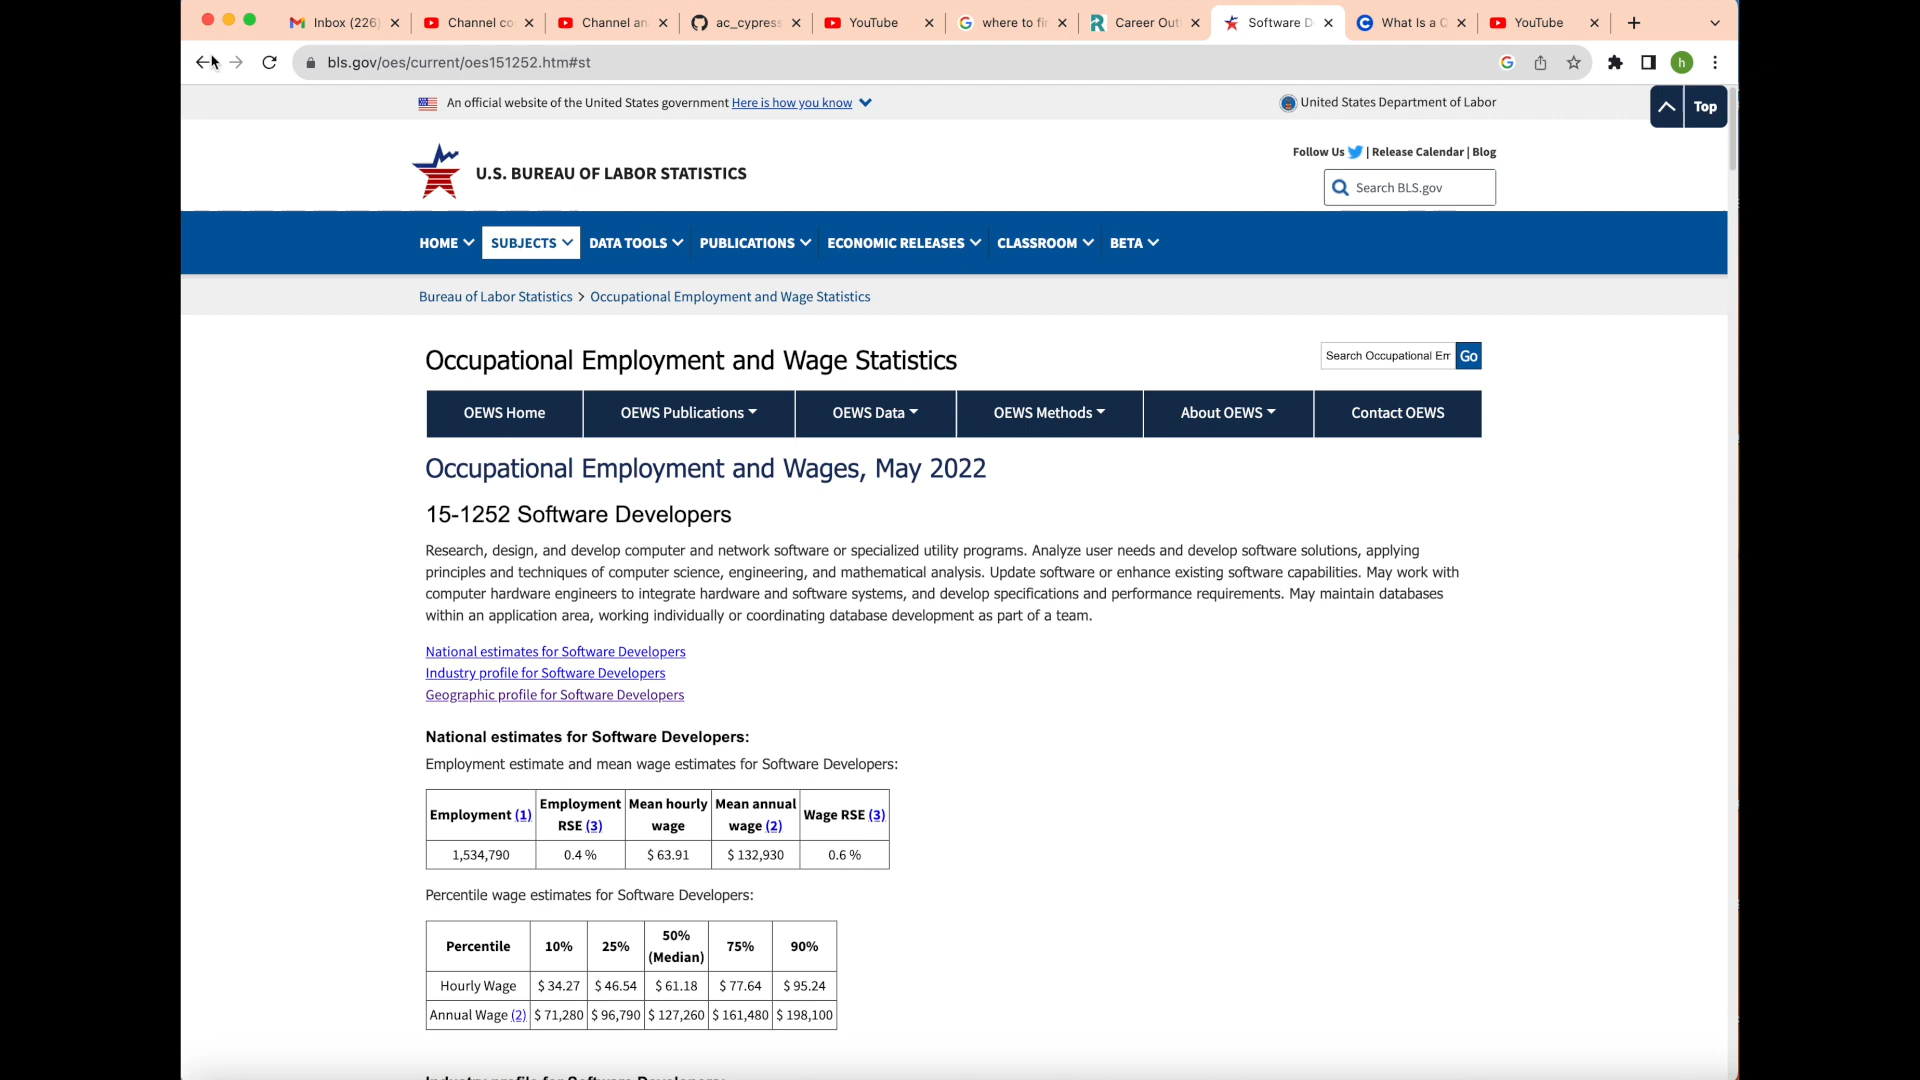 Inbox (226
Channel co
Channel an
ac_cypress
YouTube
where to fi
Career Out
Software D
What Is a
YouTube
bls.gov/oes/current/oes151252.htm#st
h
An official website of the United States government Here is how you know
United States Department of Labor
Top
U.S. BUREAU OF LABOR STATISTICS
Follow Us | Release Calendar | Blog
Search BLS.gov
HOME SUBJECTS DATA TOOLS PUBLICATIONS ECONOMIC RELEASES CLASSROOM BETA
Bureau of Labor Statistics > Occupational Employment and Wage Statistics
Occupational Employment and Wage Statistics
Search Occupational Em Go
OEWS Home OEWS Publications OEWS Data OEWS Methods About OEWS Contact OEWS
Occupational Employment and Wages, May 2022
15-1252 Software Developers
Research, design, and develop computer and network software or specialized utility programs. Analyze user needs and develop software solutions, applying
principles and techniques of computer science, engineering, and mathematical analysis. Update software or enhance existing software capabilities. May work with
computer hardware engineers to integrate hardware and software systems, and develop specifications and performance requirements. May maintain databases
within an application area, working individually or coordinating database development as part of a team.
National estimates for Software Developers
Industry profile for Software Developers
Geographic profile for Software Developers
National estimates for Software Developers:
Employment estimate and mean wage estimates for Software Developers:
Employment (1) Employment RSE (3) Mean hourly wage Mean annual wage (2) Wage RSE (3)
1,534,790 0.4 % $ 63.91 $ 132,930 0.6 %
Percentile wage estimates for Software Developers:
Percentile 10% 25% 50% (Median) 75% 90%
Hourly Wage $ 34.27 $ 46.54 $ 61.18 $ 77.64 $ 95.24
Annual Wage (2) $ 71,280 $ 96,790 $ 127,260 $ 161,480 $ 198,100